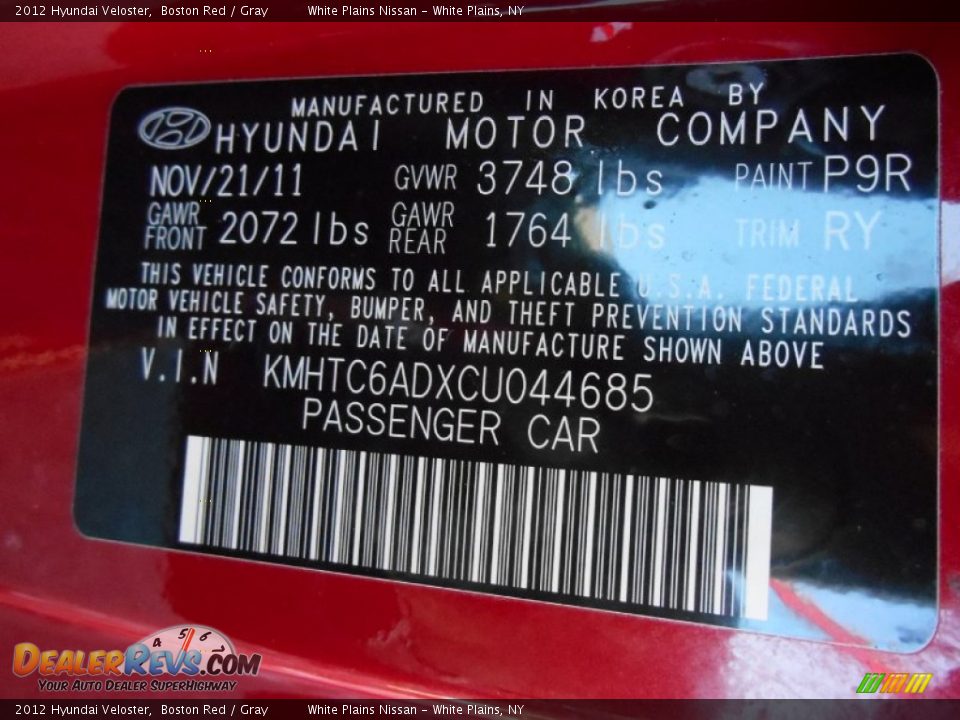 2012 Hyundai Veloster, Boston Red / Gray White Plains Nissan - White Plains, NY
MANUFACTURED IN KOREA BY
HYUNDAI MOTOR COMPANY
NOV/21/11 GVWR 3748 lbs PAINT P9R
GAWR FRONT 2072 lbs GAWR REAR 1764 lbs TRIM RY
THIS VEHICLE CONFORMS TO ALL APPLICABLE U.S.A. FEDERAL
MOTOR VEHICLE SAFETY, BUMPER, AND THEFT PREVENTION STANDARDS
IN EFFECT ON THE DATE OF MANUFACTURE SHOWN ABOVE
V.I.N KMHTC6ADXCU044685
PASSENGER CAR
4 5 6
DEALERREVS.COM
YOUR AUTO DEALER SUPERHIGHWAY
2012 Hyundai Veloster, Boston Red / Gray White Plains Nissan - White Plains, NY